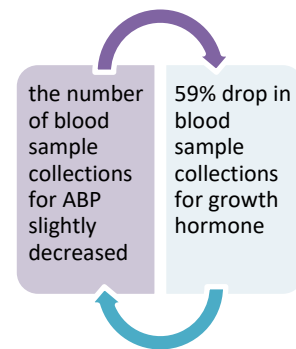 the number
of blood
sample
collections
for ABP
slightly
decreased
59% drop in
blood
sample
collections
for growth
hormone